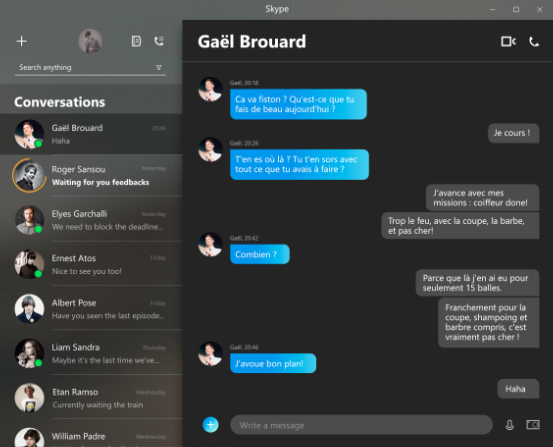 Skype
Search anything
Conversations
Gaël Brouard
20:46
Haha
Roger Sansou
Yesterday
Waiting for you feedbacks
Elyes Garchalli
Yesterday
We need to block the deadline...
Ernest Atos
Friday
Nice to see you too!
Albert Pose
Friday
Have you seen the last episode...
Liam Sandra
Thursday
Maybe it's the last time we've...
Etan Ramso
Wednesday
Currently waiting the train
William Padre
Wednesday
Gaël Brouard
Gaël, 20:18
Ca va fiston ? Qu'est-ce que tu
fais de beau aujourd'hui ?
Je cours !
Gaël, 20:26
T'en es où là ? Tu t'en sors avec
tout ce que tu avais à faire ?
J'avance avec mes
missions : coiffeur done!
Trop le feu, avec la coupe, la barbe,
et pas cher!
Gaël, 20:42
Combien ?
Parce que là j'en ai eu pour
seulement 15 balles.
Franchement pour la
coupe, shampoing et
barbre compris, c'est
vraiment pas cher !
Gaël, 20:46
J'avoue bon plan!
Haha
Write a message